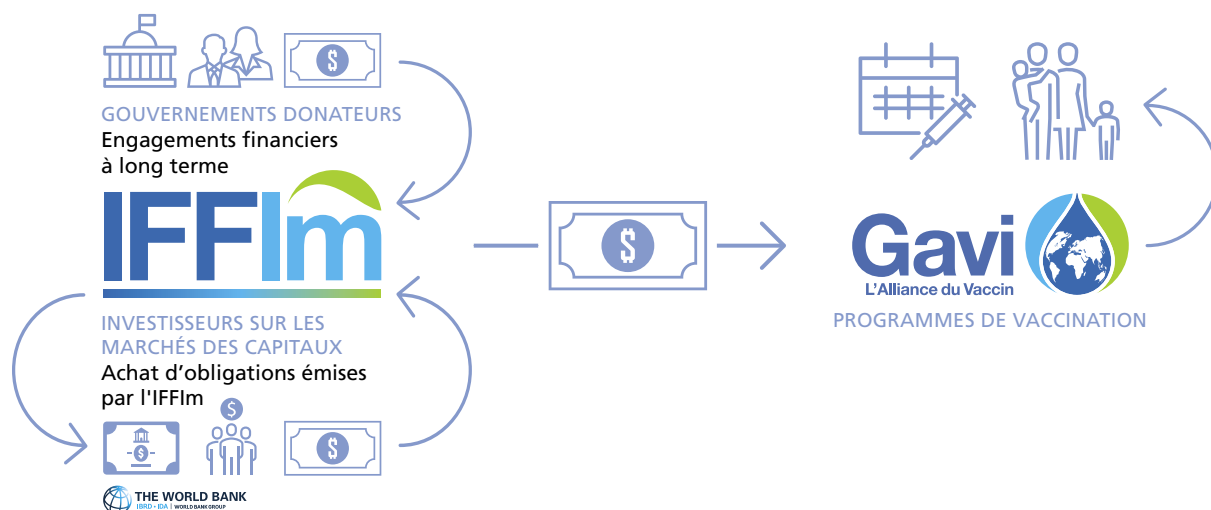 GOUVERNEMENTS DONATEURS
Engagements financiers
à long terme
IFFIm
INVESTISSEURS SUR LES
MARCHÉS DES CAPITAUX
Achat d’obligations émises
par l'IFFIm
$
$
$
$
THE WORLD BANK
IBRD • IDA | WORLD BANK GROUP
$
Gavi
L’Alliance du Vaccin
PROGRAMMES DE VACCINATION